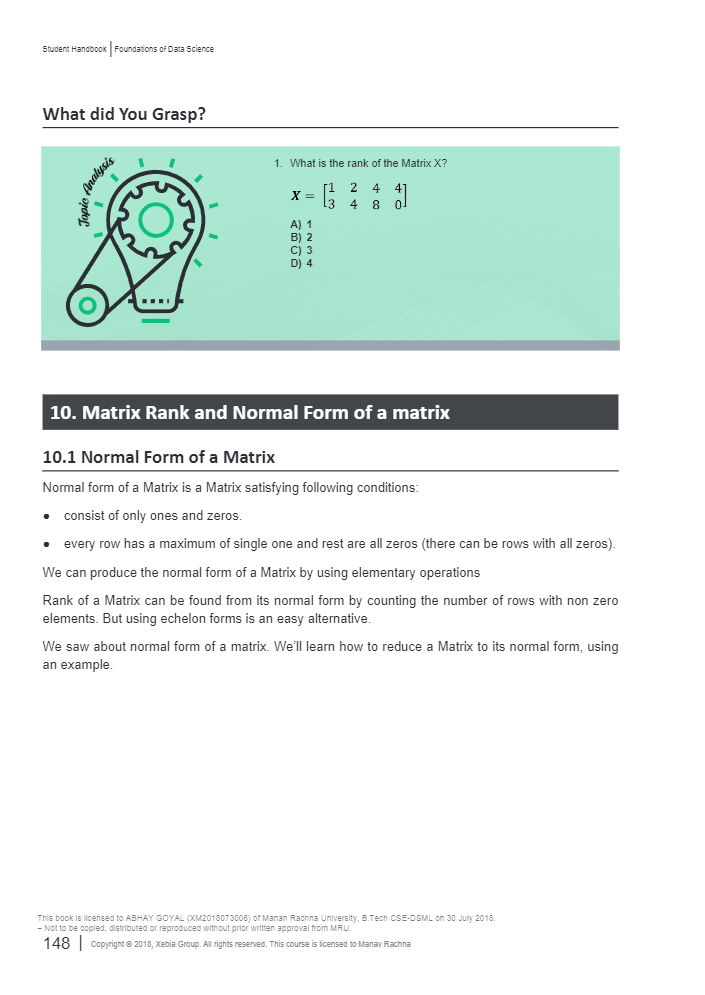 Student Handbook | Foundations of Data Science
What did You Grasp?
Topic Analysis
1. What is the rank of the Matrix X?
X = [1 2 4 4]
[3 4 8 0]
A) 1
B) 2
C) 3
D) 4
10. Matrix Rank and Normal Form of a matrix
10.1 Normal Form of a Matrix
Normal form of a Matrix is a Matrix satisfying following conditions:
• consist of only ones and zeros.
• every row has a maximum of single one and rest are all zeros (there can be rows with all zeros).
We can produce the normal form of a Matrix by using elementary operations
Rank of a Matrix can be found from its normal form by counting the number of rows with non zero
elements. But using echelon forms is an easy alternative.
We saw about normal form of a matrix. We'll learn how to reduce a Matrix to its normal form, using
an example.
This book is licensed to ABHAY GOYAL (XM2018073006) of Manan Rachna University, B.Tech CSE-DSML on 30 July 2018.
– Not to be copied, distributed or reproduced without prior written approval from MRU.
148 | Copyright © 2018, Xebia Group. All rights reserved. This course is licensed to Manav Rachna